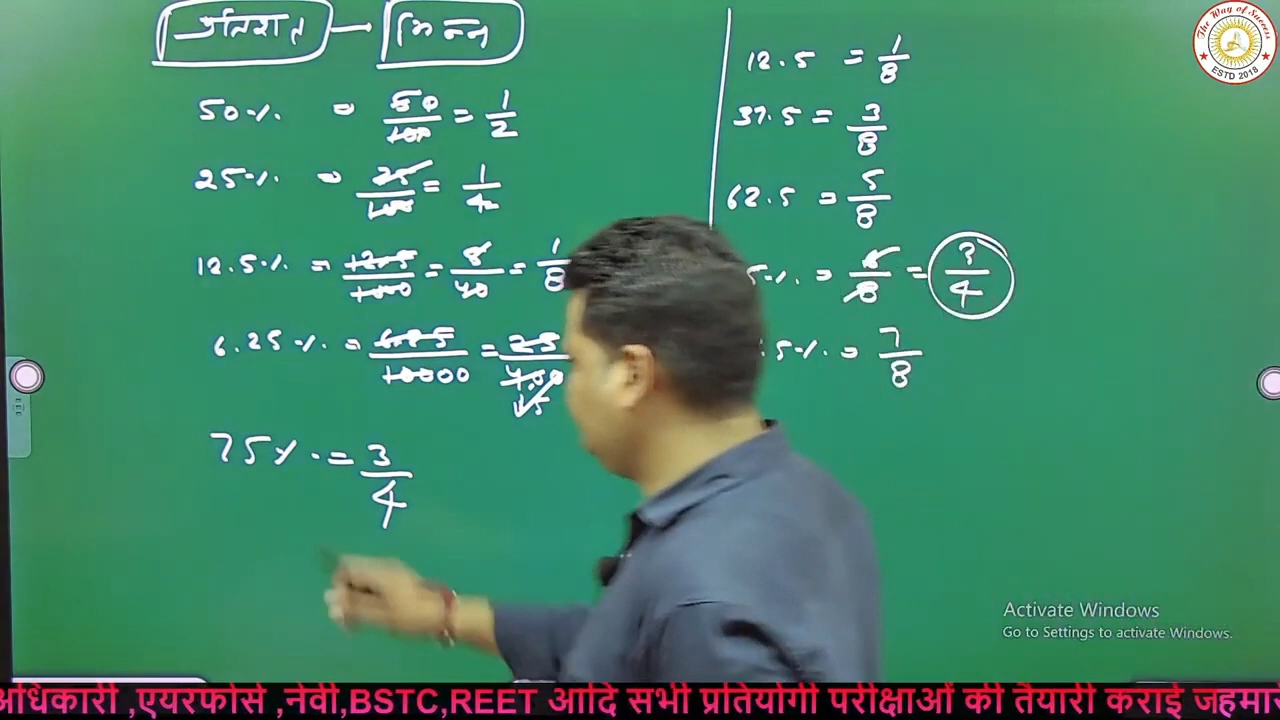 प्रतिशत — भिन्न
50% = 50/100 = 1/2
25% = 25/100 = 1/4
12.5% = 125/1000 = 5/40 = 1/8
6.25% = 625/10000 = 25/400
75% = 3/4
12.5 = 1/8
37.5 = 3/8
62.5 = 5/8
5% = 6/8 = 3/4
.5% = 7/8
The Way of Success
ESTD 2018
Activate Windows
Go to Settings to activate Windows.
अधिकारी ,एयरफोर्स ,नेवी,BSTC,REET आदि सभी प्रतियोगी परीक्षाओं की तैयारी कराई ज